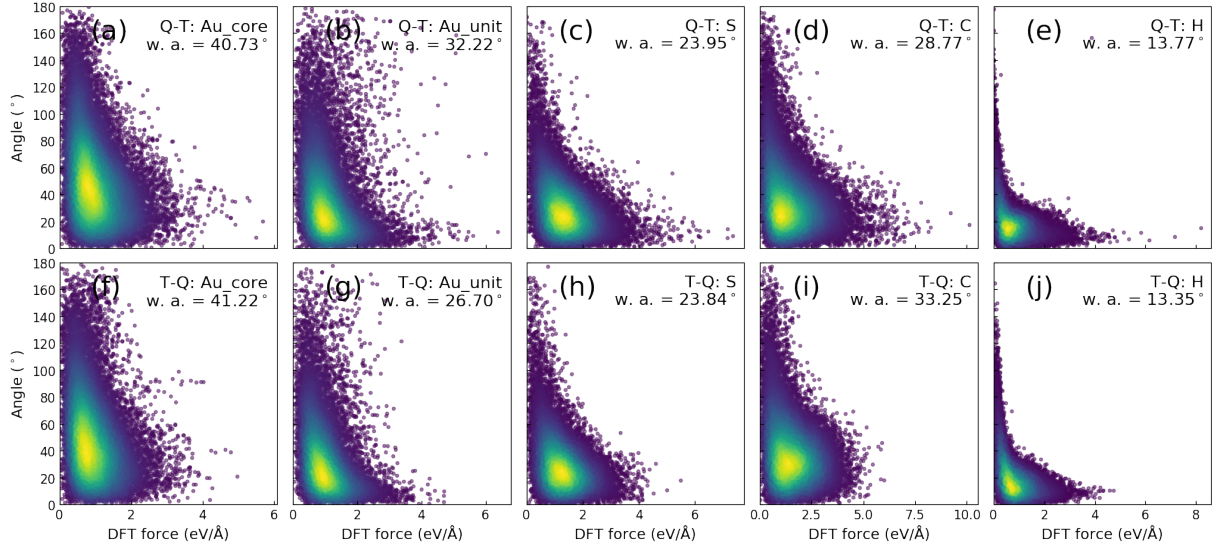 180
160
140
120
100
80
60
40
20
0
Angle (°)
(a)
Q-T: Au_core
w. a. = 40.73°
(b)
Q-T: Au_unit
w. a. = 32.22°
(c)
Q-T: S
w. a. = 23.95°
(d)
Q-T: C
w. a. = 28.77°
(e)
Q-T: H
w. a. = 13.77°
180
160
140
120
100
80
60
40
20
0
Angle (°)
(f)
T-Q: Au_core
w. a. = 41.22°
(g)
T-Q: Au_unit
w. a. = 26.70°
(h)
T-Q: S
w. a. = 23.84°
(i)
T-Q: C
w. a. = 33.25°
(j)
T-Q: H
w. a. = 13.35°
0 2 4 6
DFT force (eV/Å)
0 2 4 6
DFT force (eV/Å)
0 2 4 6
DFT force (eV/Å)
0.0 2.5 5.0 7.5 10.0
DFT force (eV/Å)
0 2 4 6 8
DFT force (eV/Å)